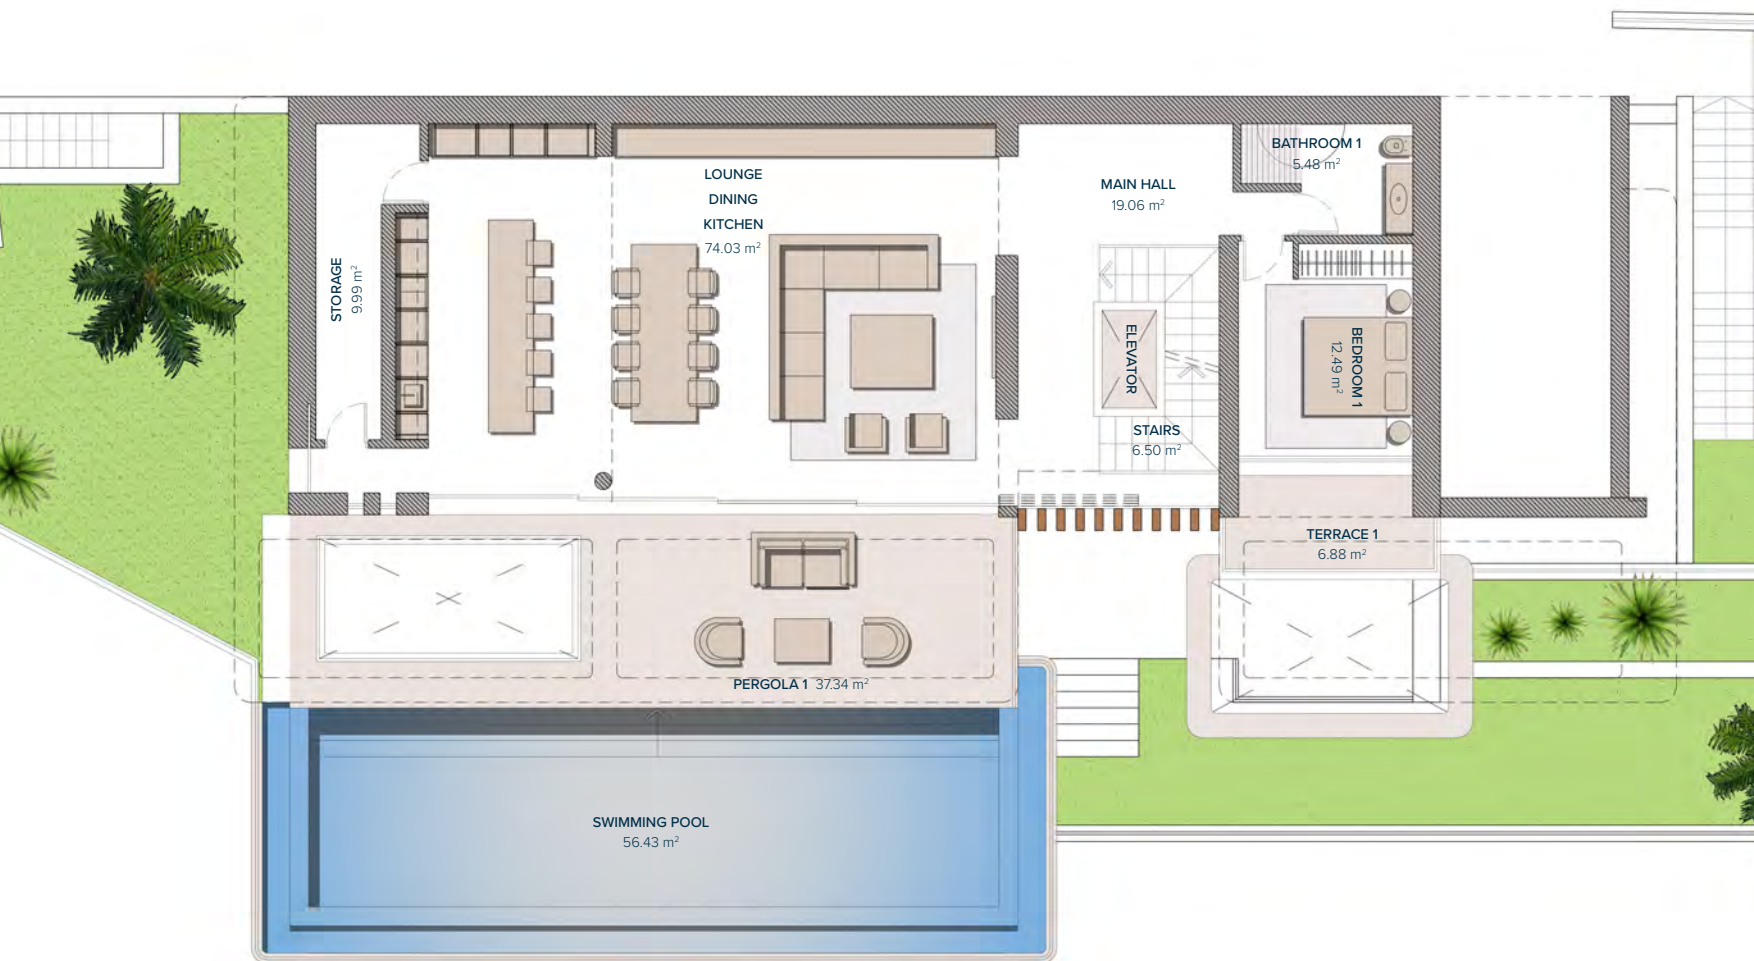 BATHROOM 1
5.48 m²
LOUNGE
DINING
KITCHEN
74.03 m²
MAIN HALL
19.06 m²
STORAGE
9.99 m²
ELEVATOR
BEDROOM 1
12.49 m²
STAIRS
6.50 m²
TERRACE 1
6.88 m²
PERGOLA 1 37.34 m²
SWIMMING POOL
56.43 m²